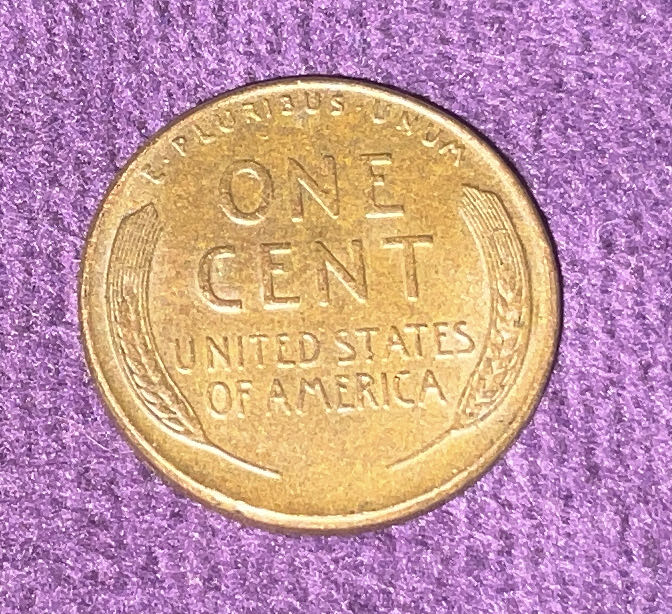 E·PLURIBUS·UNUM
ONE
CENT
UNITED STATES
OF AMERICA